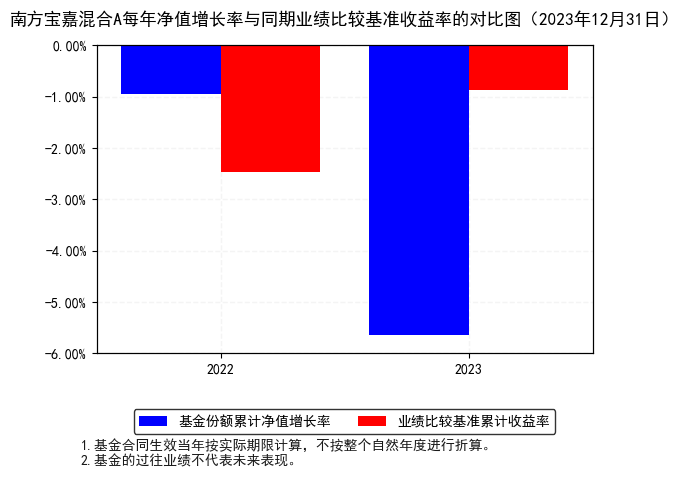 南方宝嘉混合A每年净值增长率与同期业绩比较基准收益率的对比图（2023年12月31日）
0.00%
-1.00%
-2.00%
-3.00%
-4.00%
-5.00%
-6.00%
2022
2023
基金份额累计净值增长率
业绩比较基准累计收益率
1.基金合同生效当年按实际期限计算，不按整个自然年度进行折算。
2.基金的过往业绩不代表未来表现。